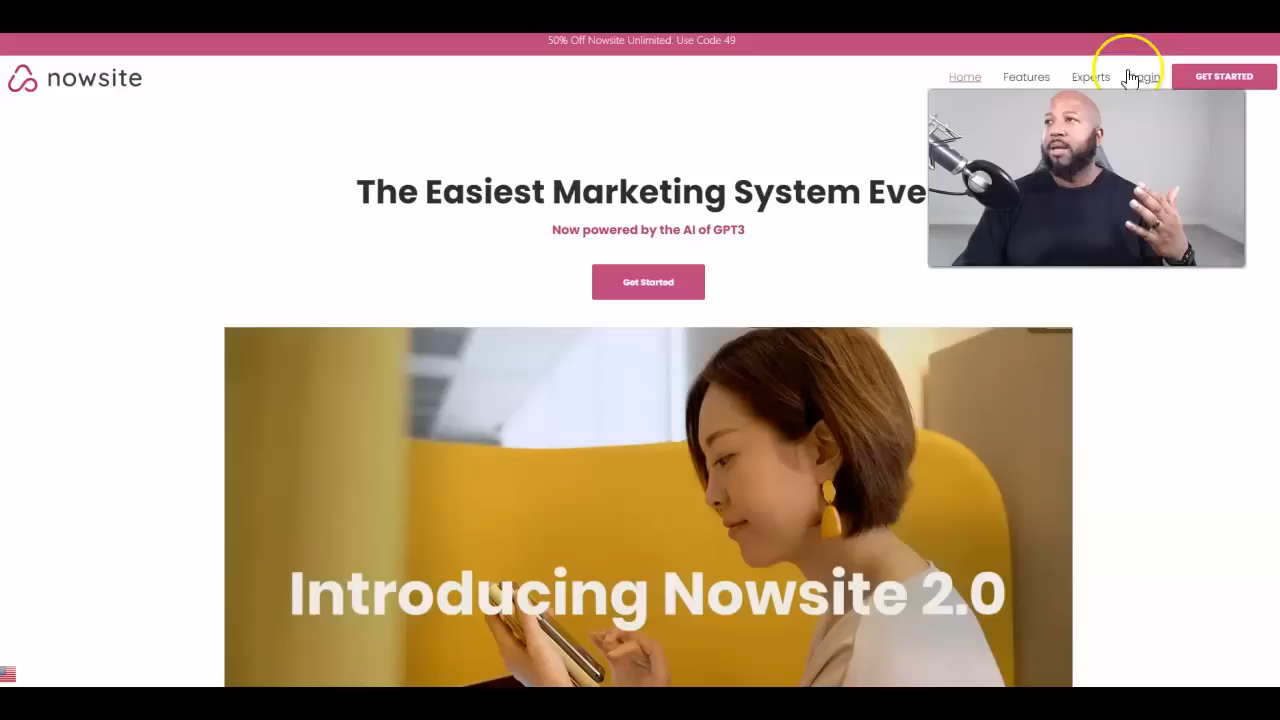 50% Off Nowsite Unlimited. Use Code 49
nowsite
Home
Features
Experts
Login
GET STARTED
The Easiest Marketing System Eve
Now powered by the AI of GPT3
Get Started
Introducing Nowsite 2.0